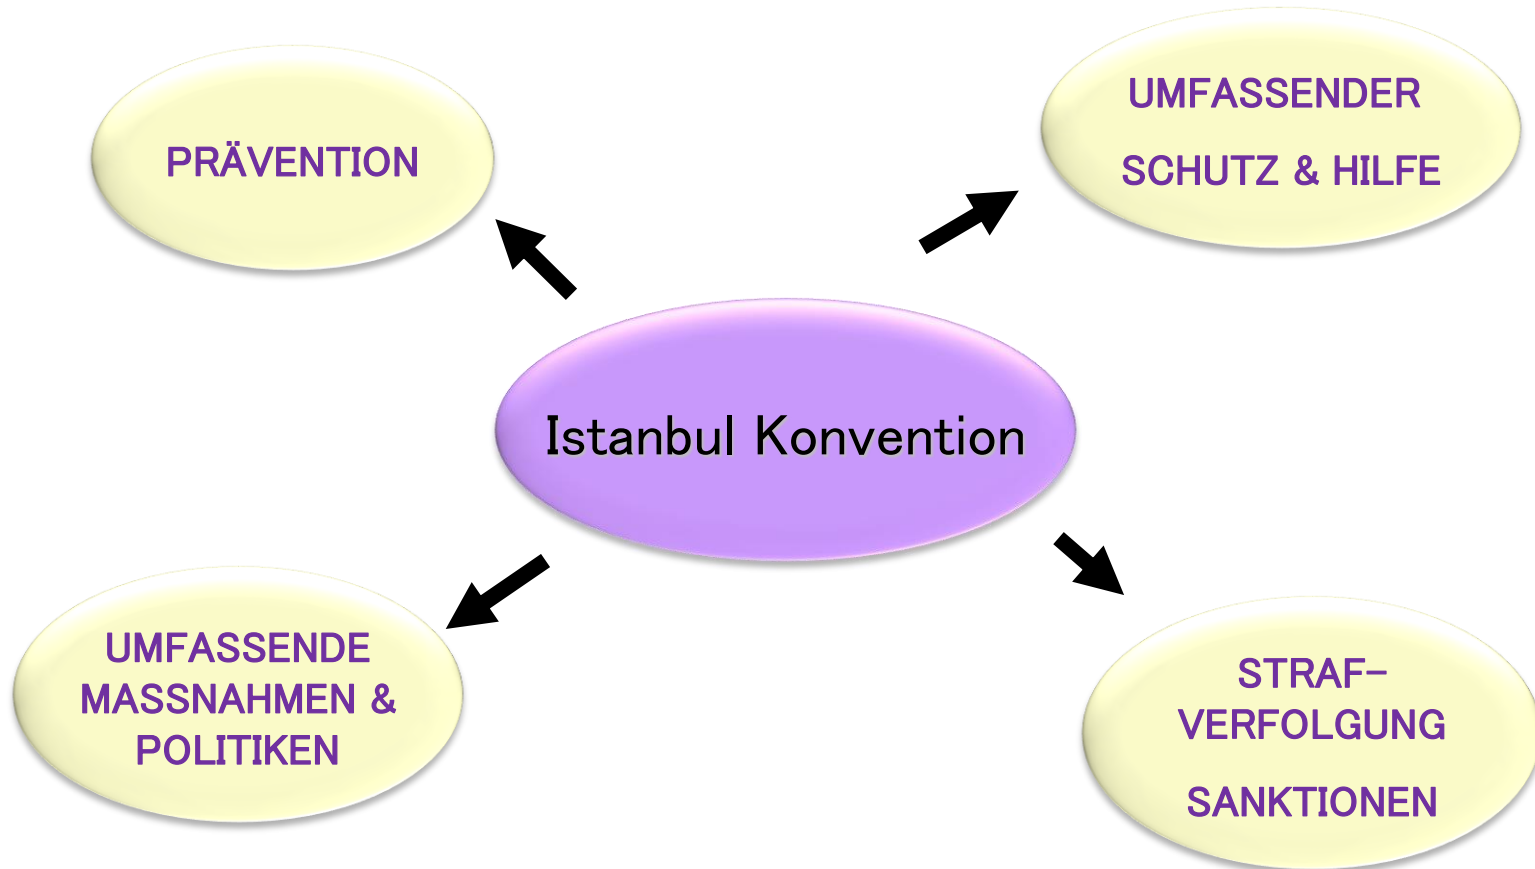 PRÄVENTION
UMFASSENDER
SCHUTZ & HILFE
Istanbul Konvention
UMFASSENDE
MASSNAHMEN &
POLITIKEN
STRAF-
VERFOLGUNG
SANKTIONEN